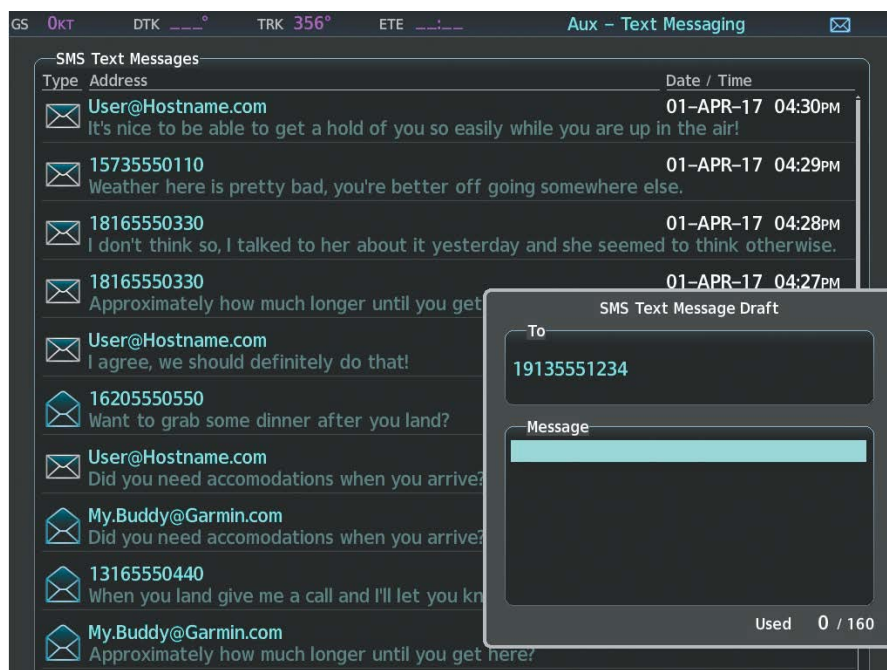 GS 0KT DTK ___° TRK 356° ETE __:__ Aux – Text Messaging
SMS Text Messages
Type Address Date / Time
User@Hostname.com 01–APR–17 04:30PM
It's nice to be able to get a hold of you so easily while you are up in the air!
15735550110 01–APR–17 04:29PM
Weather here is pretty bad, you're better off going somewhere else.
18165550330 01–APR–17 04:28PM
I don't think so, I talked to her about it yesterday and she seemed to think otherwise.
18165550330 01–APR–17 04:27PM
Approximately how much longer until you get
User@Hostname.com
I agree, we should definitely do that!
16205550550
Want to grab some dinner after you land?
User@Hostname.com
Did you need accomodations when you arrive?
My.Buddy@Garmin.com
Did you need accomodations when you arrive?
13165550440
When you land give me a call and I'll let you kn
My.Buddy@Garmin.com
Approximately how much longer until you get here?
SMS Text Message Draft
To
19135551234
Message
Used 0 / 160